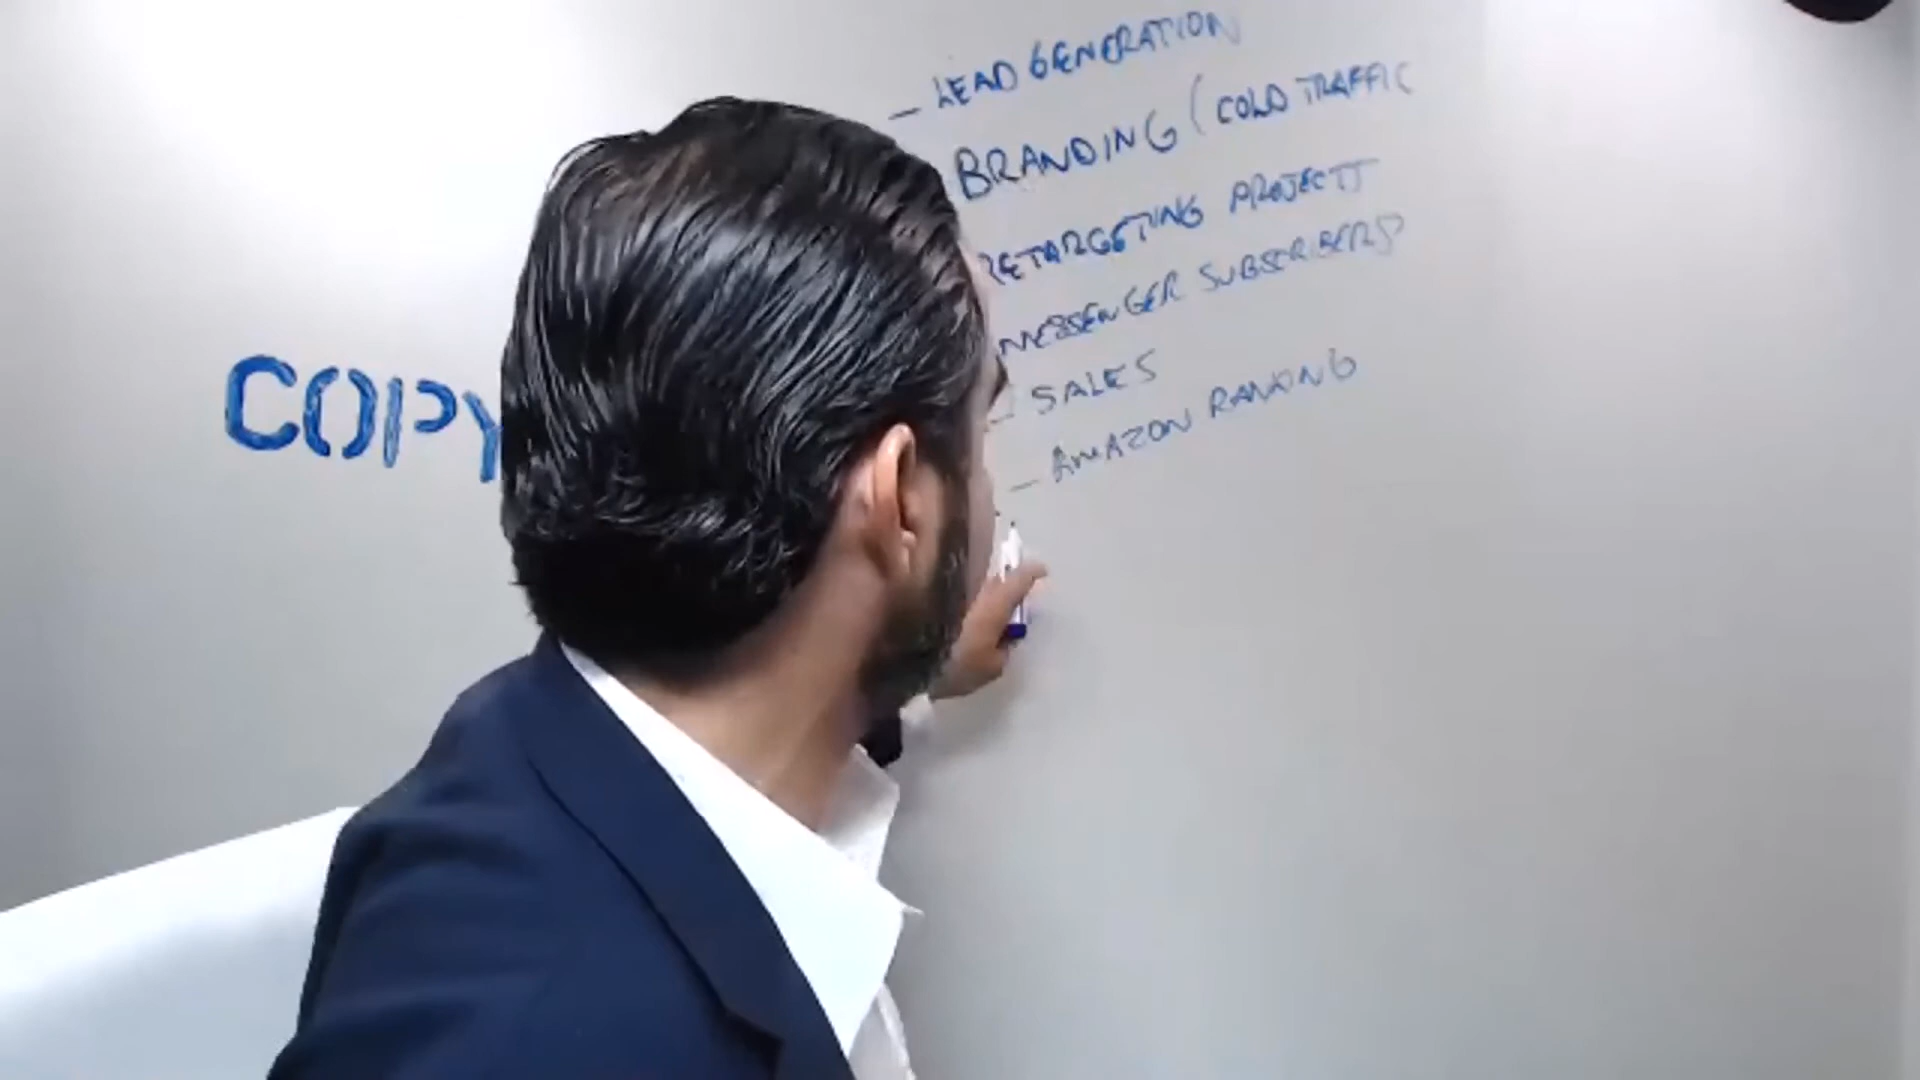 - LEAD GENERATION
BRANDING (COLD TRAFFIC
RETARGETING PROJECTS
MESSENGER SUBSCRIBERS
- SALES
- AMAZON RANKING
COPY